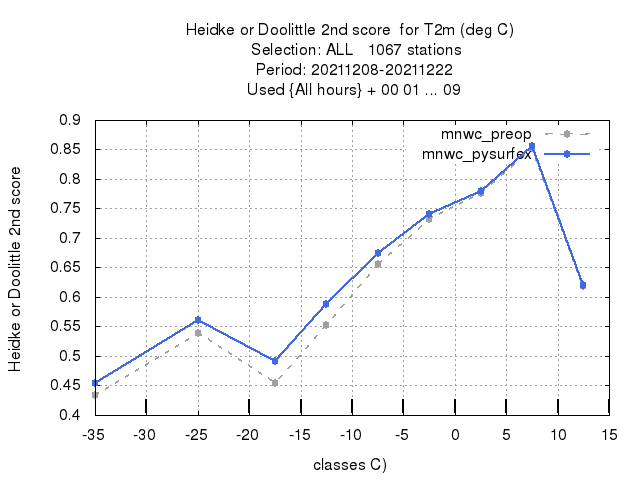 Heidke or Doolittle 2nd score  for T2m (deg C)
Selection: ALL   1067 stations
Period: 20211208-20211222
Used {All hours} + 00 01 ... 09
mnwc_preop
mnwc_pysurfex
Heidke or Doolittle 2nd score
0.9
0.85
0.8
0.75
0.7
0.65
0.6
0.55
0.5
0.45
0.4
-35 -30 -25 -20 -15 -10 -5 0 5 10 15
classes C)